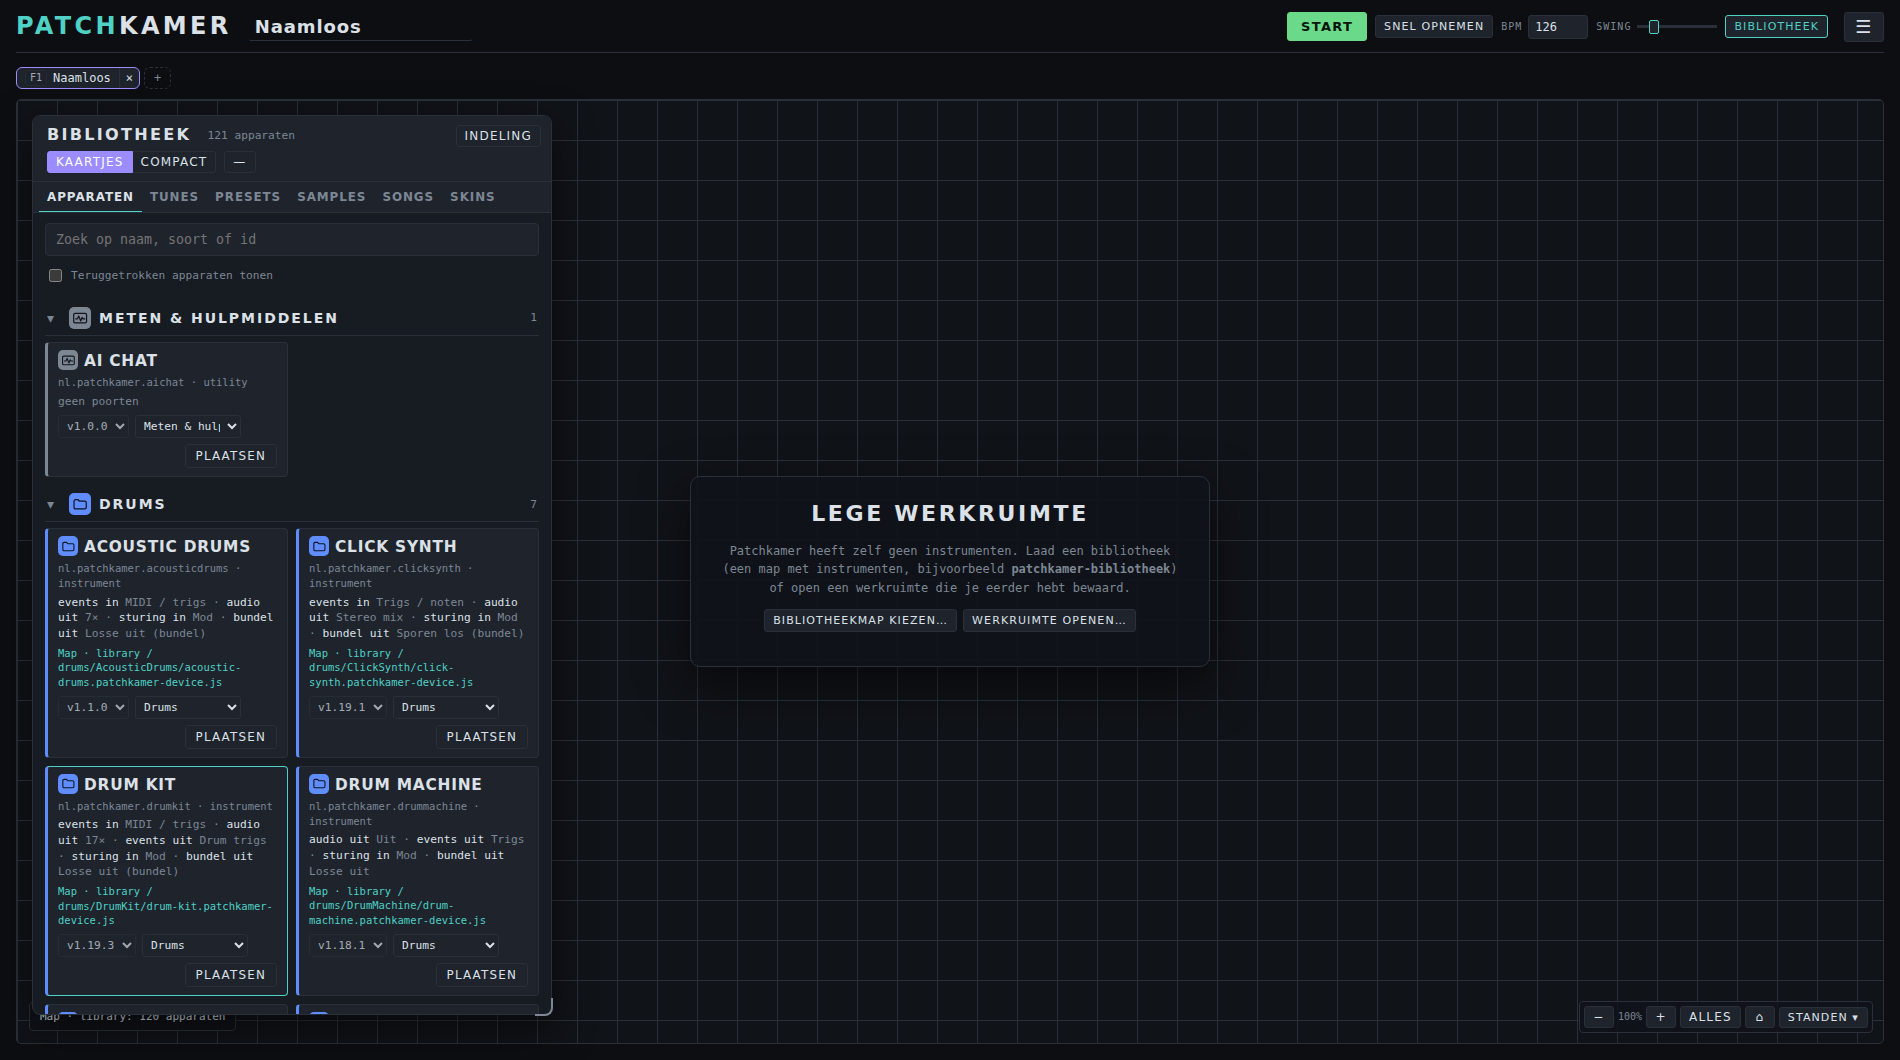 PATCHKAMER
Naamloos
START
SNEL OPNEMEN
BPM
126
SWING
BIBLIOTHEEK
☰
F1 Naamloos ×
+
BIBLIOTHEEK 121 apparaten
INDELING
KAARTJES COMPACT —
APPARATEN TUNES PRESETS SAMPLES SONGS SKINS
Zoek op naam, soort of id
Teruggetrokken apparaten tonen
▼ METEN & HULPMIDDELEN 1
AI CHAT
nl.patchkamer.aichat · utility
geen poorten
v1.0.0
Meten & hulp
PLAATSEN
▼ DRUMS 7
ACOUSTIC DRUMS
nl.patchkamer.acousticdrums ·
instrument
events in MIDI / trigs · audio
uit 7× · sturing in Mod · bundel
uit Losse uit (bundel)
Map · library /
drums/AcousticDrums/acoustic-
drums.patchkamer-device.js
v1.1.0
Drums
PLAATSEN
CLICK SYNTH
nl.patchkamer.clicksynth ·
instrument
events in Trigs / noten · audio
uit Stereo mix · sturing in Mod
· bundel uit Sporen los (bundel)
Map · library /
drums/ClickSynth/click-
synth.patchkamer-device.js
v1.19.1
Drums
PLAATSEN
DRUM KIT
nl.patchkamer.drumkit · instrument
events in MIDI / trigs · audio
uit 17× · events uit Drum trigs
· sturing in Mod · bundel uit
Losse uit (bundel)
Map · library /
drums/DrumKit/drum-kit.patchkamer-
device.js
v1.19.3
Drums
PLAATSEN
DRUM MACHINE
nl.patchkamer.drummachine ·
instrument
audio uit Uit · events uit Trigs
· sturing in Mod · bundel uit
Losse uit
Map · library /
drums/DrumMachine/drum-
machine.patchkamer-device.js
v1.18.1
Drums
PLAATSEN
Map · library: 120 apparaten
LEGE WERKRUIMTE
Patchkamer heeft zelf geen instrumenten. Laad een bibliotheek
(een map met instrumenten, bijvoorbeeld patchkamer-bibliotheek)
of open een werkruimte die je eerder hebt bewaard.
BIBLIOTHEEKMAP KIEZEN…
WERKRUIMTE OPENEN…
− 100% + ALLES ⌂ STANDEN ▾